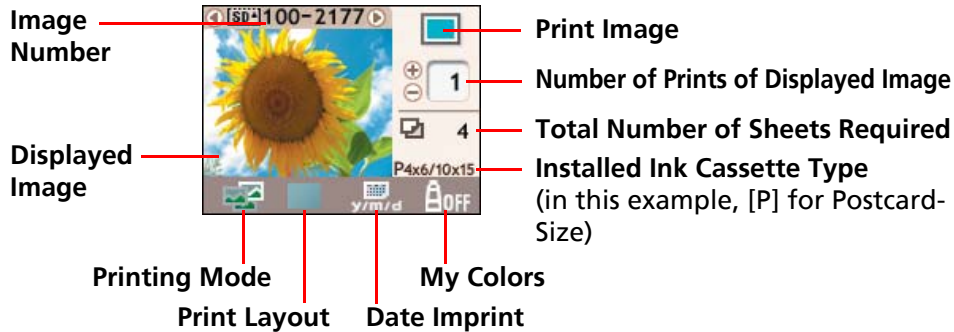 Image
Number
SD 100-2177
Print Image
1
Number of Prints of Displayed Image
4
Total Number of Sheets Required
Displayed
Image
P4x6/10x15
Installed Ink Cassette Type
(in this example, [P] for Postcard-
Size)
y/m/d
OFF
Printing Mode
My Colors
Print Layout
Date Imprint